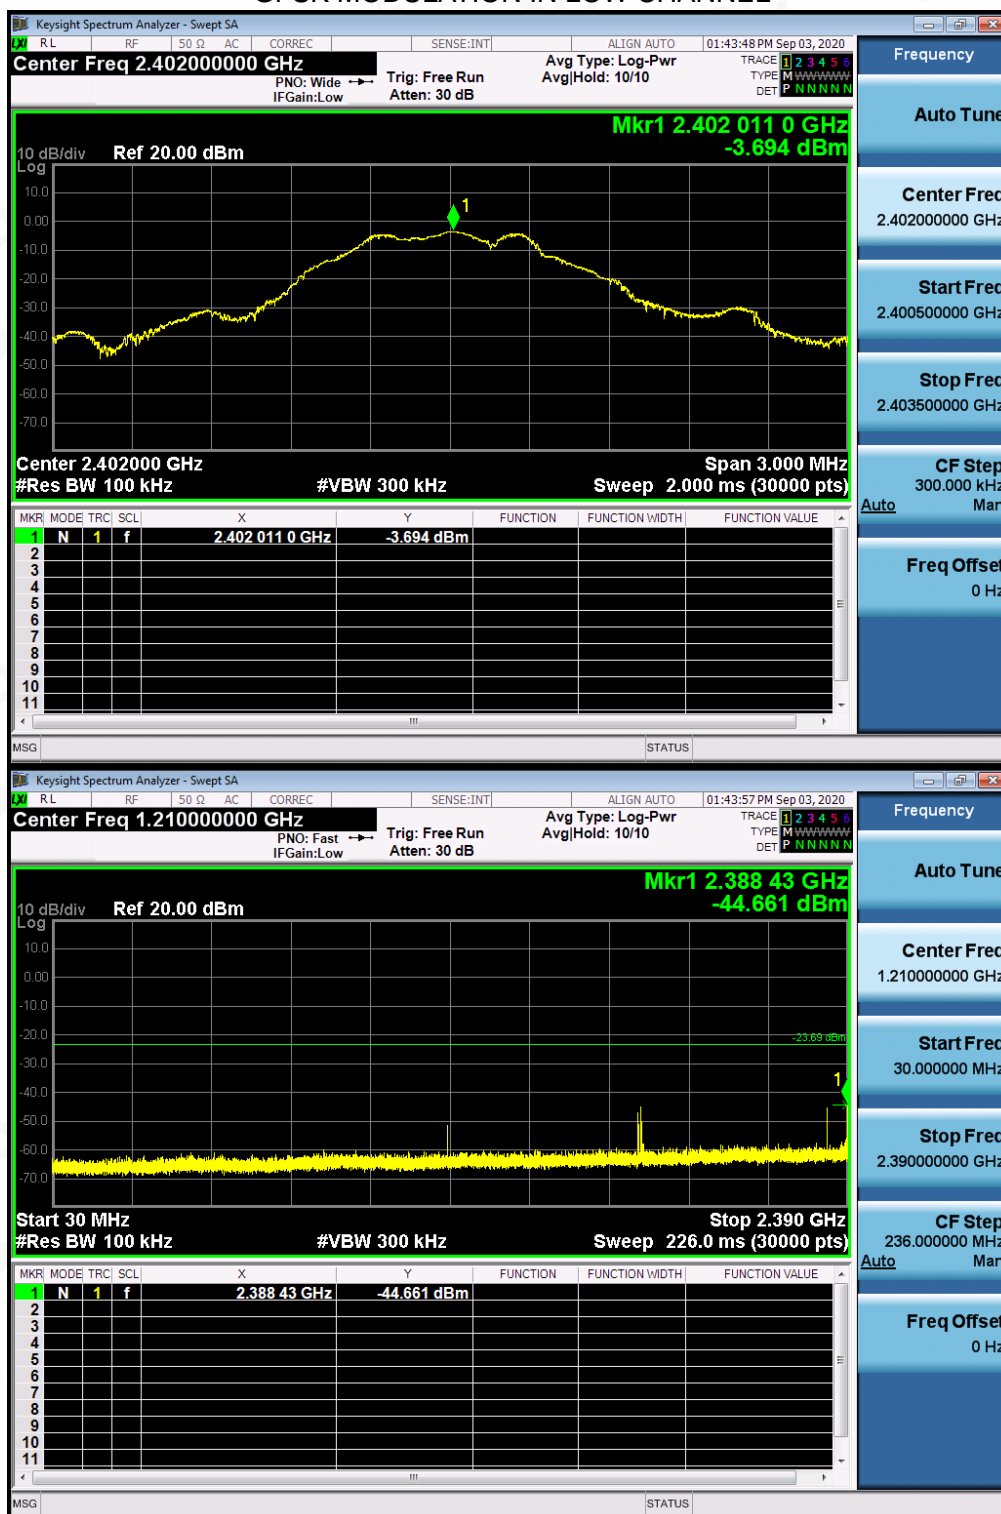 Keysight Spectrum Analyzer - Swept SA
LXI RL RF 50 Ω AC CORREC SENSE:INT ALIGN AUTO 01:43:48 PM Sep 03, 2020
Center Freq 2.402000000 GHz
PNO: Wide
IFGain:Low
Trig: Free Run
Atten: 30 dB
Avg Type: Log-Pwr
Avg|Hold: 10/10
TRACE 1 2 3 4 5 6
TYPE M WWWWW
DET P N N N N N
Mkr1 2.402 011 0 GHz
-3.694 dBm
10 dB/div Ref 20.00 dBm
Log
10.0
0.00
-10.0
-20.0
-30.0
-40.0
-50.0
-60.0
-70.0
1
Center 2.402000 GHz Span 3.000 MHz
#Res BW 100 kHz #VBW 300 kHz Sweep 2.000 ms (30000 pts)
MKR MODE TRC SCL X Y FUNCTION FUNCTION WIDTH FUNCTION VALUE
1 N 1 f 2.402 011 0 GHz -3.694 dBm
2
3
4
5
6
7
8
9
10
11
MSG STATUS
Frequency
Auto Tune
Center Freq
2.402000000 GHz
Start Freq
2.400500000 GHz
Stop Freq
2.403500000 GHz
CF Step
300.000 kHz
Auto Man
Freq Offset
0 Hz
Keysight Spectrum Analyzer - Swept SA
LXI RL RF 50 Ω AC CORREC SENSE:INT ALIGN AUTO 01:43:57 PM Sep 03, 2020
Center Freq 1.210000000 GHz
PNO: Fast
IFGain:Low
Trig: Free Run
Atten: 30 dB
Avg Type: Log-Pwr
Avg|Hold: 10/10
TRACE 1 2 3 4 5 6
TYPE M WWWWW
DET P N N N N N
Mkr1 2.388 43 GHz
-44.661 dBm
10 dB/div Ref 20.00 dBm
Log
10.0
0.00
-10.0
-20.0
-30.0
-40.0
-50.0
-60.0
-70.0
-23.69 dBm
1
Start 30 MHz Stop 2.390 GHz
#Res BW 100 kHz #VBW 300 kHz Sweep 226.0 ms (30000 pts)
MKR MODE TRC SCL X Y FUNCTION FUNCTION WIDTH FUNCTION VALUE
1 N 1 f 2.388 43 GHz -44.661 dBm
2
3
4
5
6
7
8
9
10
11
MSG STATUS
Frequency
Auto Tune
Center Freq
1.210000000 GHz
Start Freq
30.000000 MHz
Stop Freq
2.390000000 GHz
CF Step
236.000000 MHz
Auto Man
Freq Offset
0 Hz